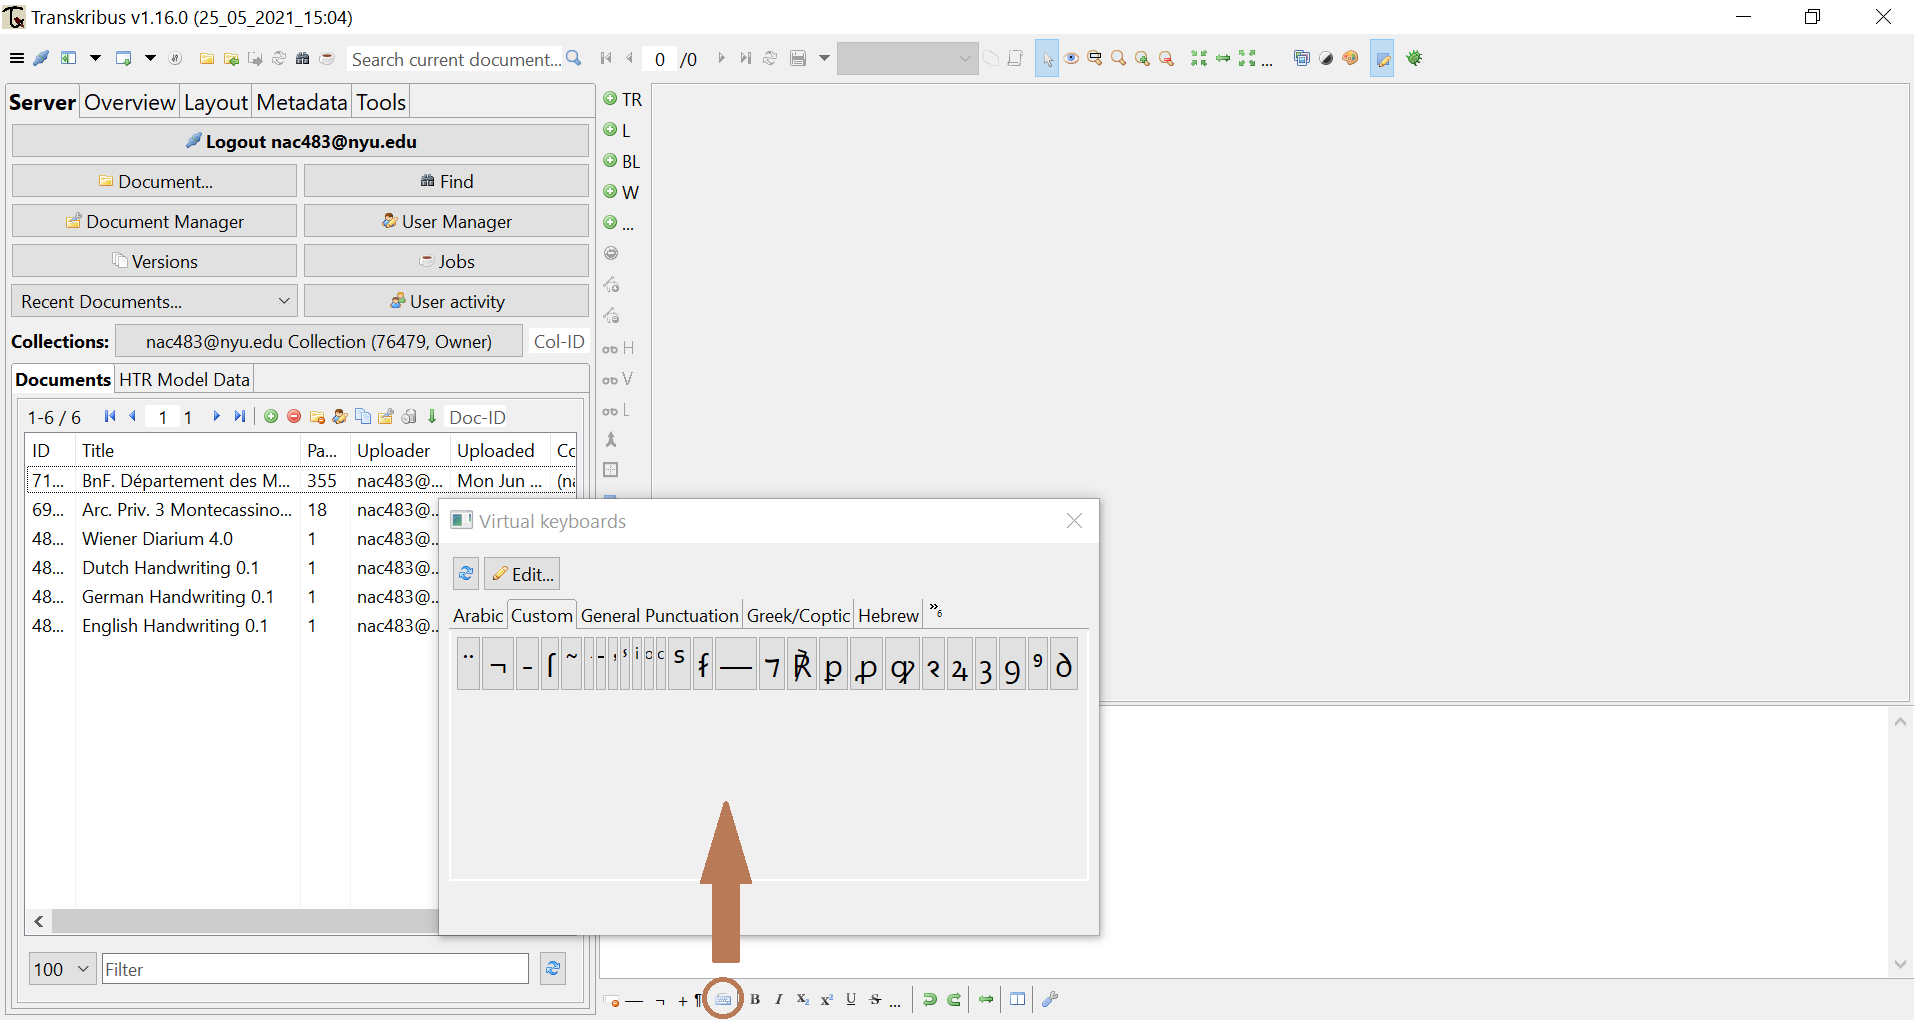 Transkribus v1.16.0 (25_05_2021_15:04)
Search current document... 0 /0 ...
Server Overview Layout Metadata Tools
Logout nac483@nyu.edu
Document... Find
Document Manager User Manager
Versions Jobs
Recent Documents... User activity
Collections: nac483@nyu.edu Collection (76479, Owner) Col-ID
Documents HTR Model Data
1-6 / 6 1 1 Doc-ID
ID Title Pa... Uploader Uploaded Co
71... BnF. Département des M... 355 nac483@... Mon Jun ... (na
69... Arc. Priv. 3 Montecassino... 18 nac483@..
48... Wiener Diarium 4.0 1 nac483@..
48... Dutch Handwriting 0.1 1 nac483@..
48... German Handwriting 0.1 1 nac483@..
48... English Handwriting 0.1 1 nac483@..
100 Filter
TR
L
BL
W
...
H
V
L
Virtual keyboards
Edit...
Arabic Custom General Punctuation Greek/Coptic Hebrew »6
¨ ¬ - ſ ~ s i o c s — ⁊ ꝑ ꝓ ꝙ ꝛ 3 9 ⁹ ð
— ¬ + ¶ B I X₂ X² U S ...